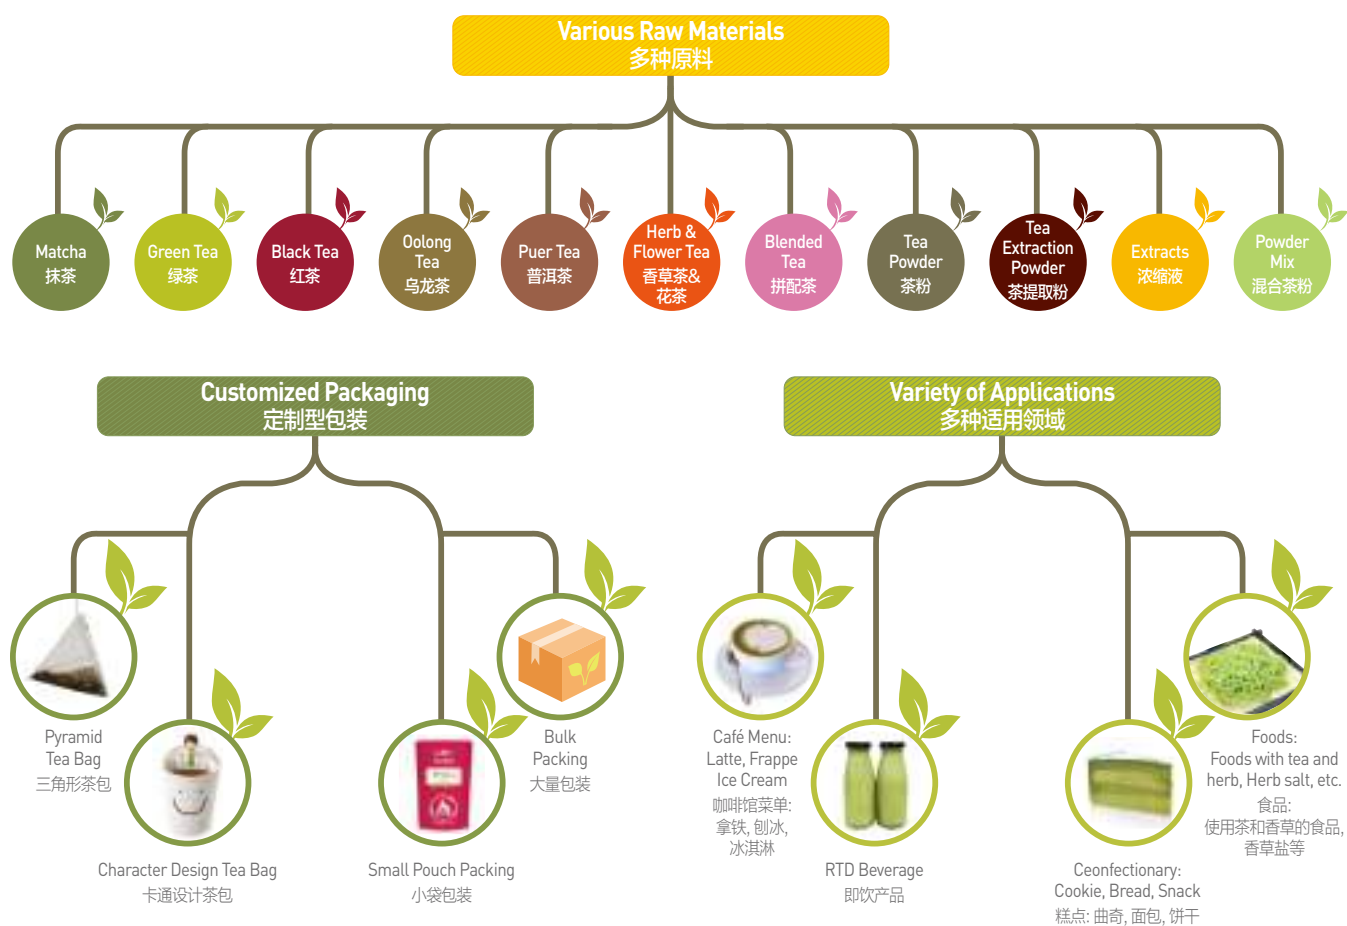 Various Raw Materials
多种原料
Matcha
抹茶
Green Tea
绿茶
Black Tea
红茶
Oolong
Tea
乌龙茶
Puer Tea
普洱茶
Herb &
Flower Tea
香草茶&
花茶
Blended
Tea
拼配茶
Tea
Powder
茶粉
Tea
Extraction
Powder
茶提取粉
Extracts
浓缩液
Powder
Mix
混合茶粉
Customized Packaging
定制型包装
Pyramid
Tea Bag
三角形茶包
Character Design Tea Bag
卡通设计茶包
Small Pouch Packing
小袋包装
Bulk
Packing
大量包装
Variety of Applications
多种适用领域
Café Menu:
Latte, Frappe
Ice Cream
咖啡馆菜单:
拿铁, 刨冰,
冰淇淋
RTD Beverage
即饮产品
Ceonfectionary:
Cookie, Bread, Snack
糕点: 曲奇, 面包, 饼干
Foods:
Foods with tea and
herb, Herb salt, etc.
食品:
使用茶和香草的食品,
香草盐等